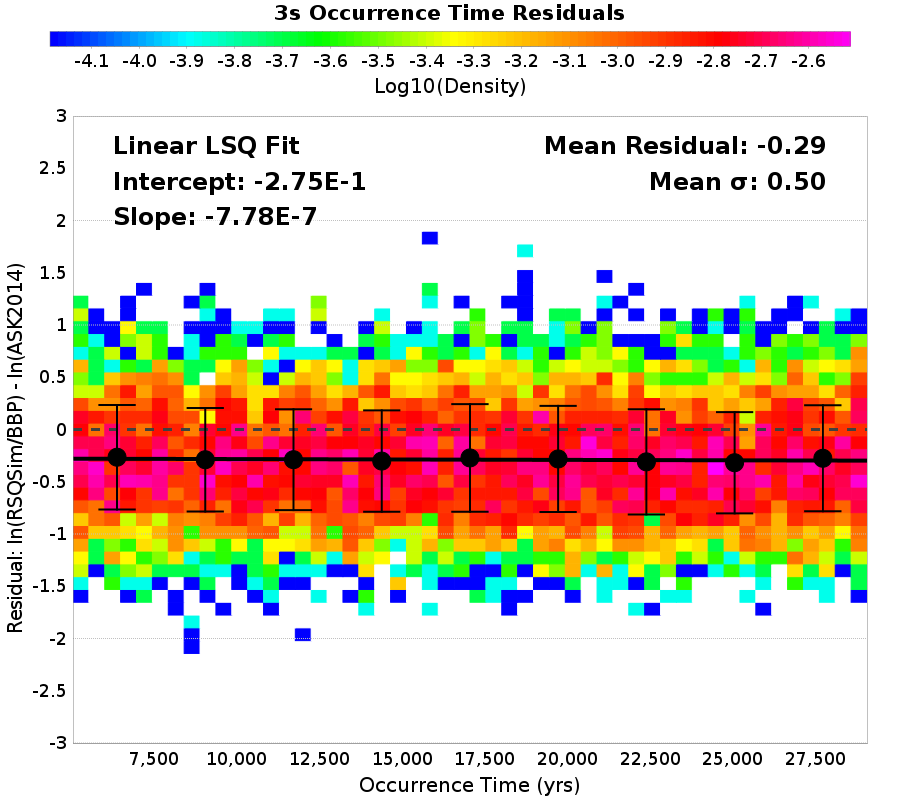 3s Occurrence Time Residuals
-4.1 -4.0 -3.9 -3.8 -3.7 -3.6 -3.5 -3.4 -3.3 -3.2 -3.1 -3.0 -2.9 -2.8 -2.7 -2.6
Log10(Density)
Linear LSQ Fit
Intercept: -2.75E-1
Slope: -7.78E-7
Mean Residual: -0.29
Mean σ: 0.50
Residual: ln(RSQSim/BBP) - ln(ASK2014)
3
2.5
2
1.5
1
0.5
0
-0.5
-1
-1.5
-2
-2.5
-3
7,500 10,000 12,500 15,000 17,500 20,000 22,500 25,000 27,500
Occurrence Time (yrs)